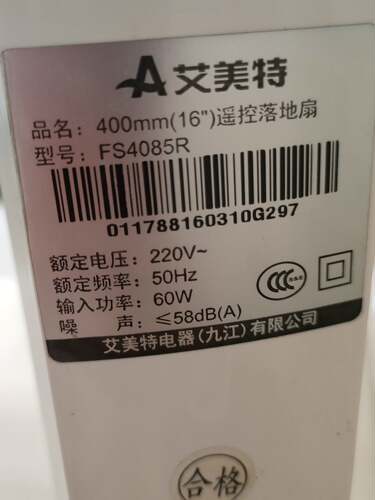 艾美特
品名：400mm(16")遥控落地扇
型号：FS4085R
011788160310G297
额定电压：220V~
额定频率：50Hz
输入功率：60W
噪　　声：≤58dB(A)
艾美特电器(九江)有限公司
合格